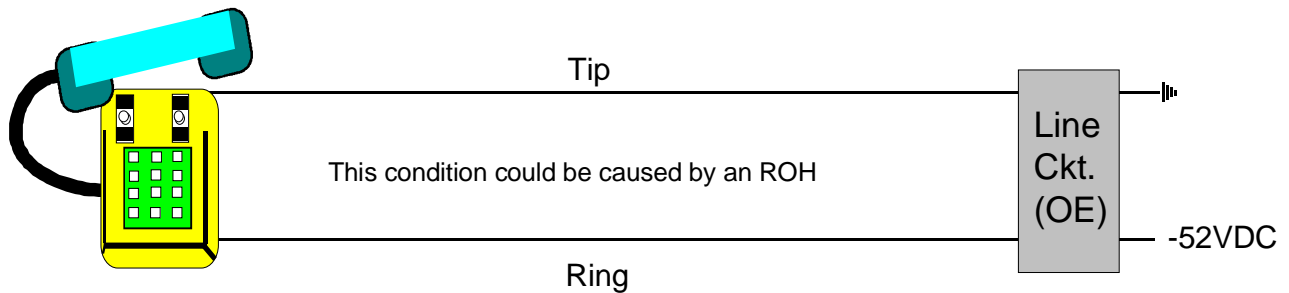 Tip
This condition could be caused by an ROH
Line
Ckt.
(OE)
-52VDC
Ring